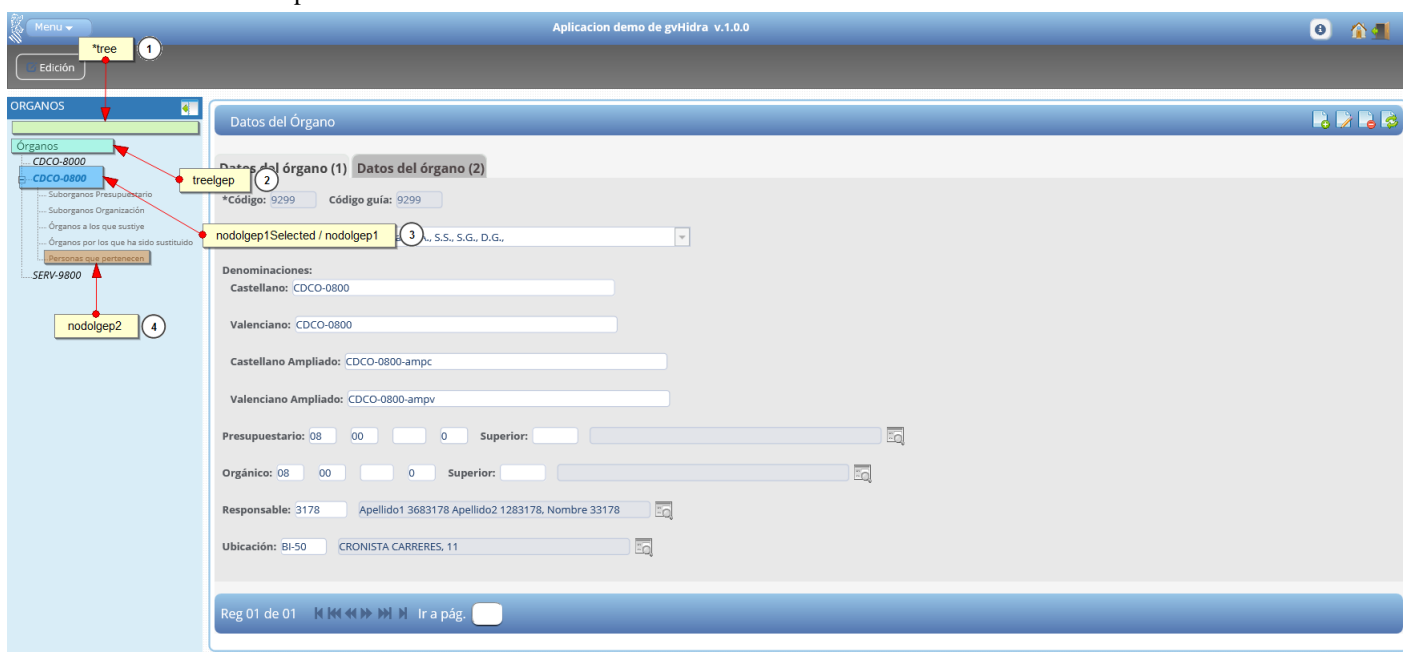 Menu
Aplicacion demo de gvHidra v.1.0.0
*tree
1
Edición
ORGANOS
Datos del Órgano
Órganos
CDCO-8000
CDCO-0800
Suborganos Presupuestario
Suborganos Organización
Órganos a los que sustiye
Órganos por los que ha sido sustituido
Personas que pertenecen
SERV-9800
treelgep
2
nodolgep1Selected / nodolgep1
3
nodolgep2
4
Datos del órgano (1) Datos del órgano (2)
*Código: 9299 Código guía: 9299
., S.S., S.G., D.G.,
Denominaciones:
Castellano: CDCO-0800
Valenciano: CDCO-0800
Castellano Ampliado: CDCO-0800-ampc
Valenciano Ampliado: CDCO-0800-ampv
Presupuestario: 08 00 0 Superior:
Orgánico: 08 00 0 Superior:
Responsable: 3178 Apellido1 3683178 Apellido2 1283178, Nombre 33178
Ubicación: BI-50 CRONISTA CARRERES, 11
Reg 01 de 01 Ir a pág.